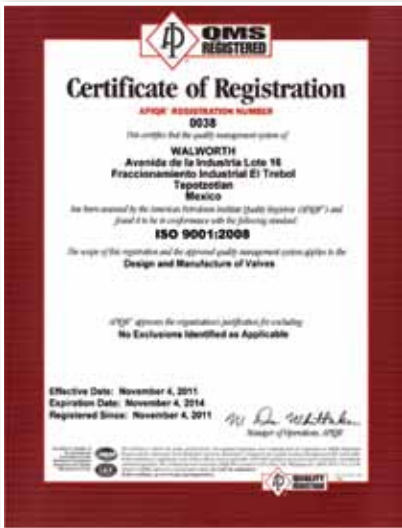 QMS
REGISTERED
Certificate of Registration
APIQR® REGISTRATION NUMBER
0038
This certifies that the quality management system of
WALWORTH
Avenida de la Industria Lote 16
Fraccionamiento Industrial El Trebol
Tepotzotlan
Mexico
has been assessed by the American Petroleum Institute Quality Registrar (APIQR®) and
found it to be in conformance with the following standard:
ISO 9001:2008
The scope of this registration and the approved quality management system applies to the
Design and Manufacture of Valves
APIQR® approves the organization's justification for excluding
No Exclusions Identified as Applicable
Effective Date: November 4, 2011
Expiration Date: November 4, 2014
Registered Since: November 4, 2011
W. Don Whittaker
Manager of Operations, APIQR
QUALITY
REGISTRAR